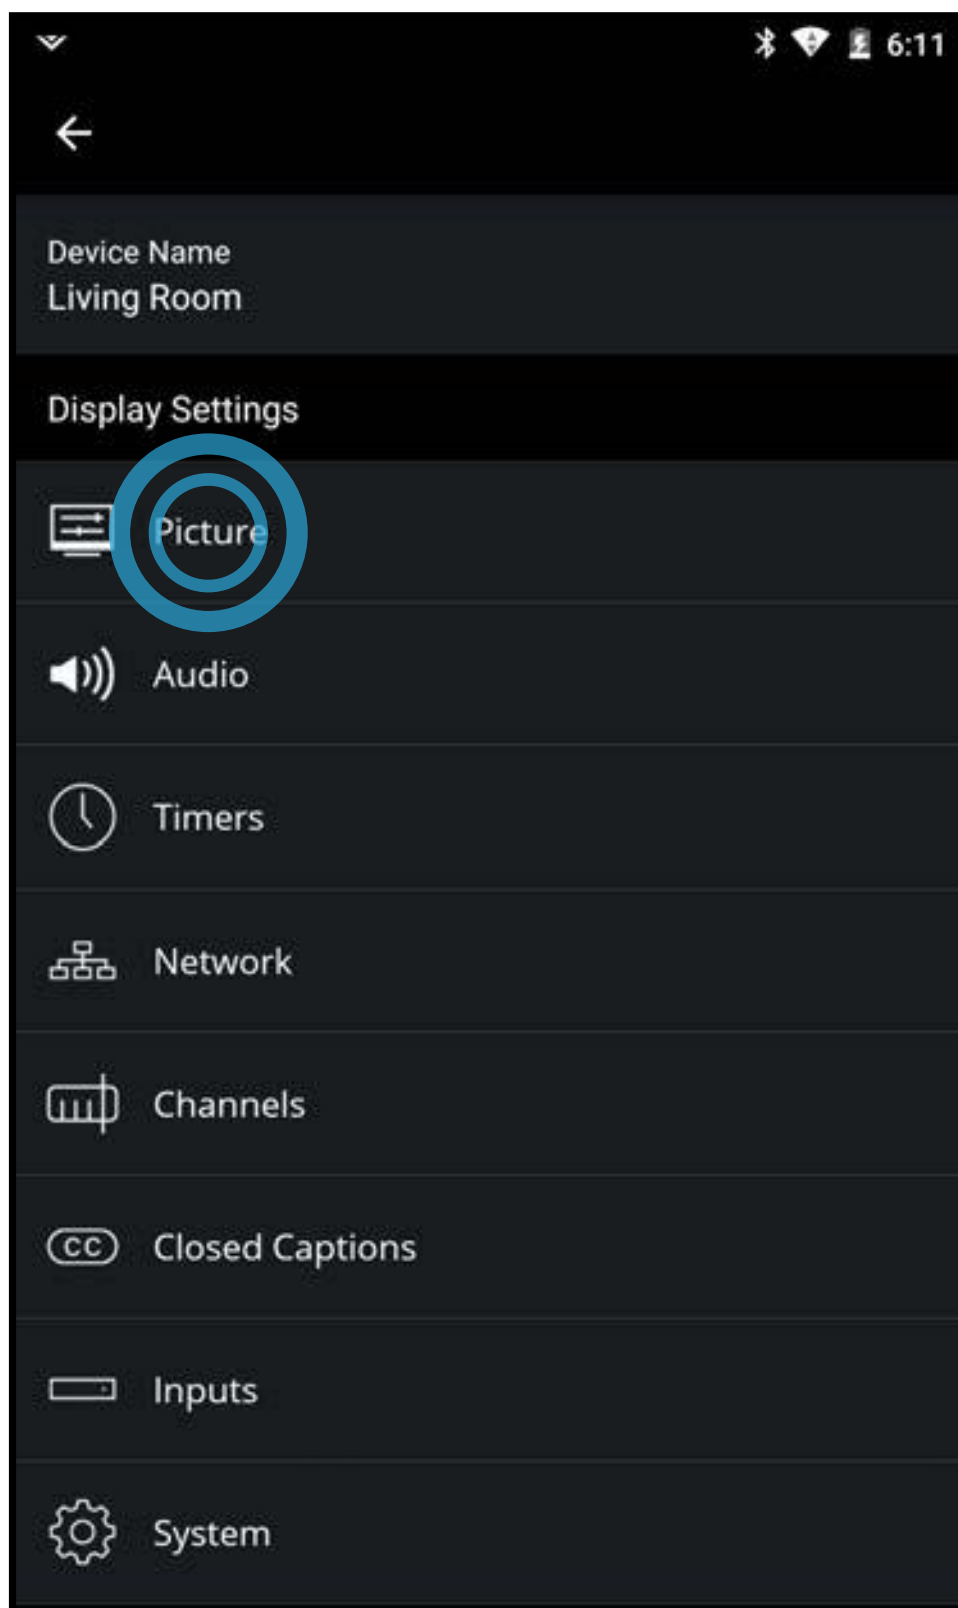 6:11
Device Name
Living Room
Display Settings
Picture
Audio
Timers
Network
Channels
CC Closed Captions
Inputs
System